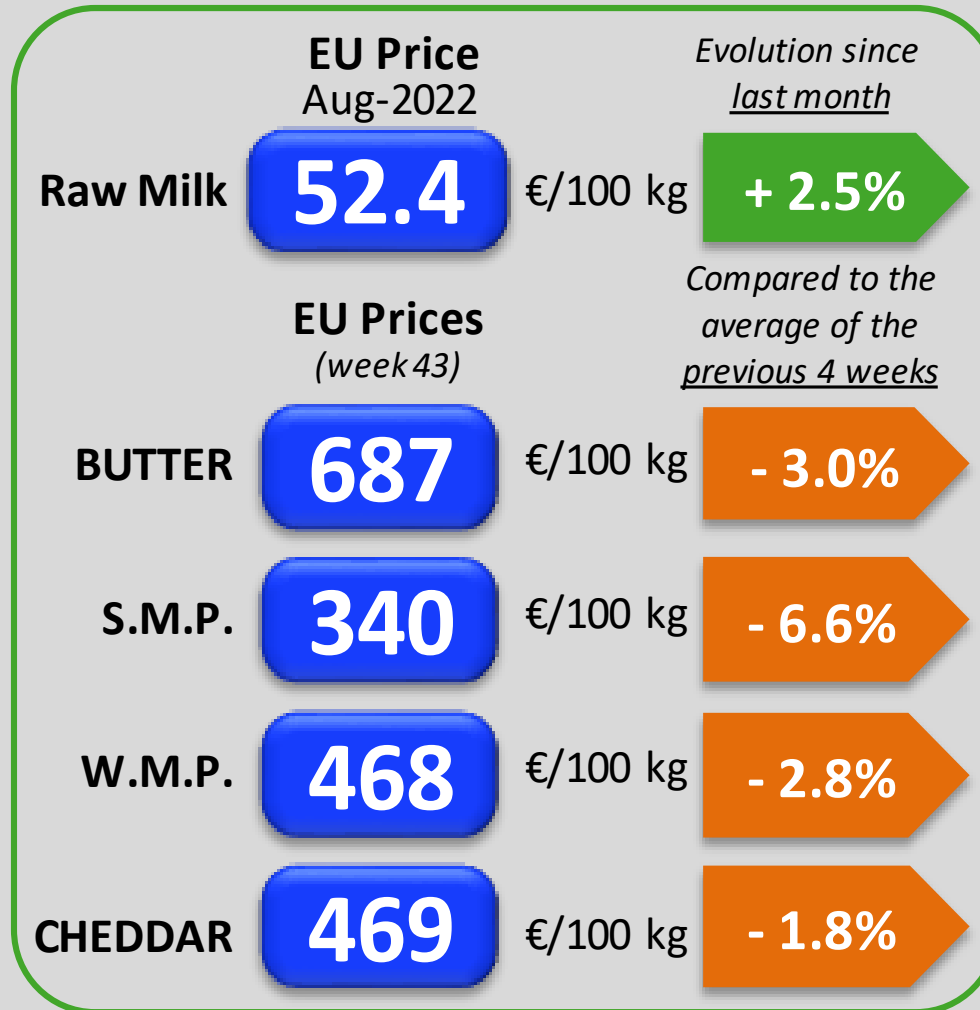 EU Price
Aug-2022
Evolution since
last month
Raw Milk 52.4 €/100 kg + 2.5%
EU Prices
(week 43)
Compared to the
average of the
previous 4 weeks
BUTTER 687 €/100 kg - 3.0%
S.M.P. 340 €/100 kg - 6.6%
W.M.P. 468 €/100 kg - 2.8%
CHEDDAR 469 €/100 kg - 1.8%